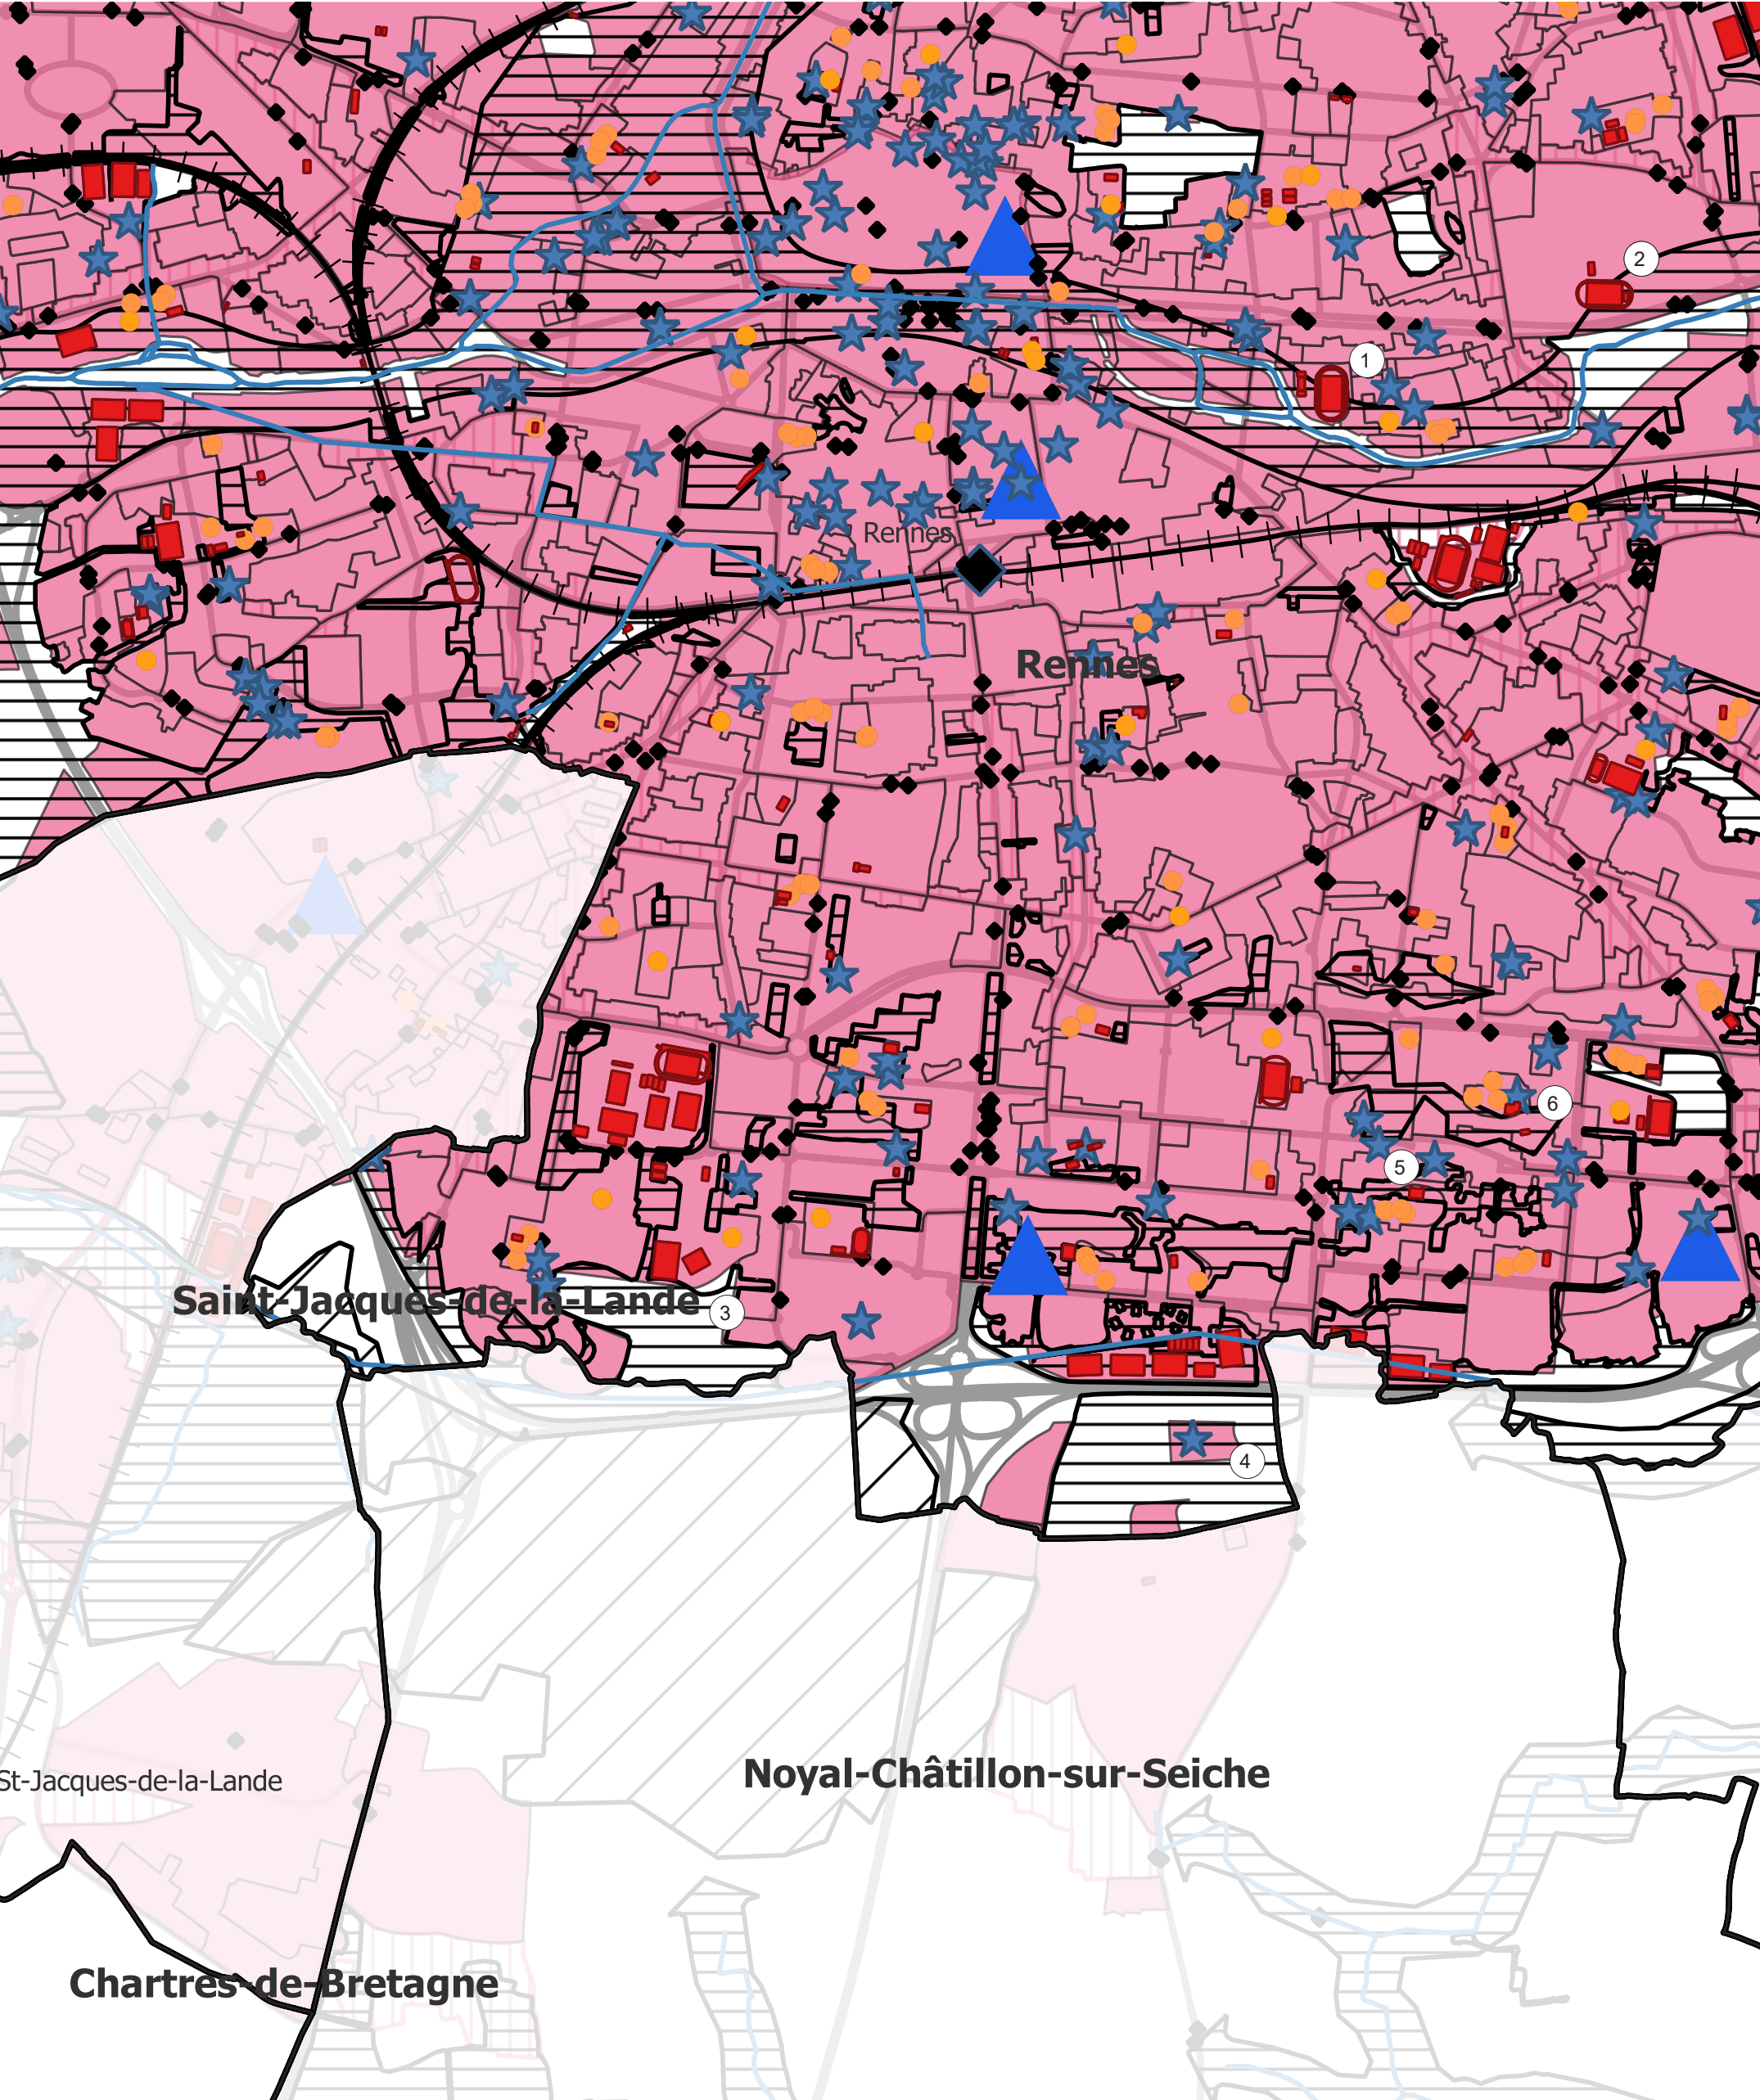 2
1
Rennes
Rennes
6
5
Saint-Jacques-de-la-Lande
3
4
Noyal-Châtillon-sur-Seiche
St-Jacques-de-la-Lande
Chartres-de-Bretagne